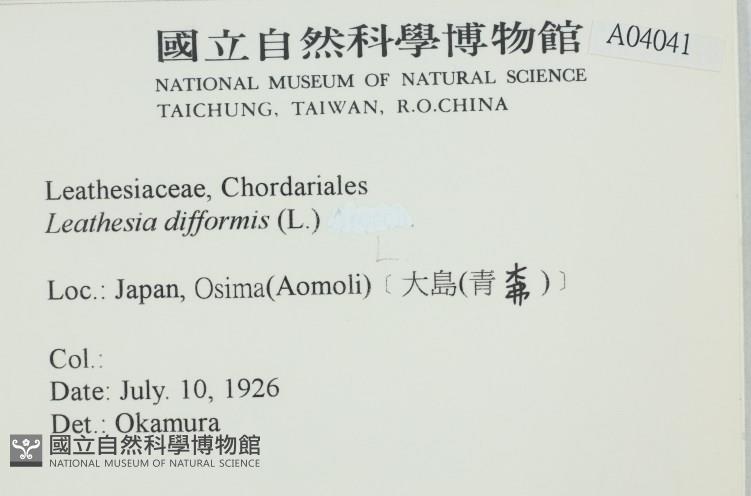 國立自然科學博物館 A04041
NATIONAL MUSEUM OF NATURAL SCIENCE
TAICHUNG, TAIWAN, R.O.CHINA
Leathesiaceae, Chordariales
Leathesia difformis (L.)
Loc.: Japan, Osima(Aomoli)〔大島(青 )〕
Col.:
Date: July. 10, 1926
Det.: Okamura
國立自然科學博物館
NATIONAL MUSEUM OF NATURAL SCIENCE